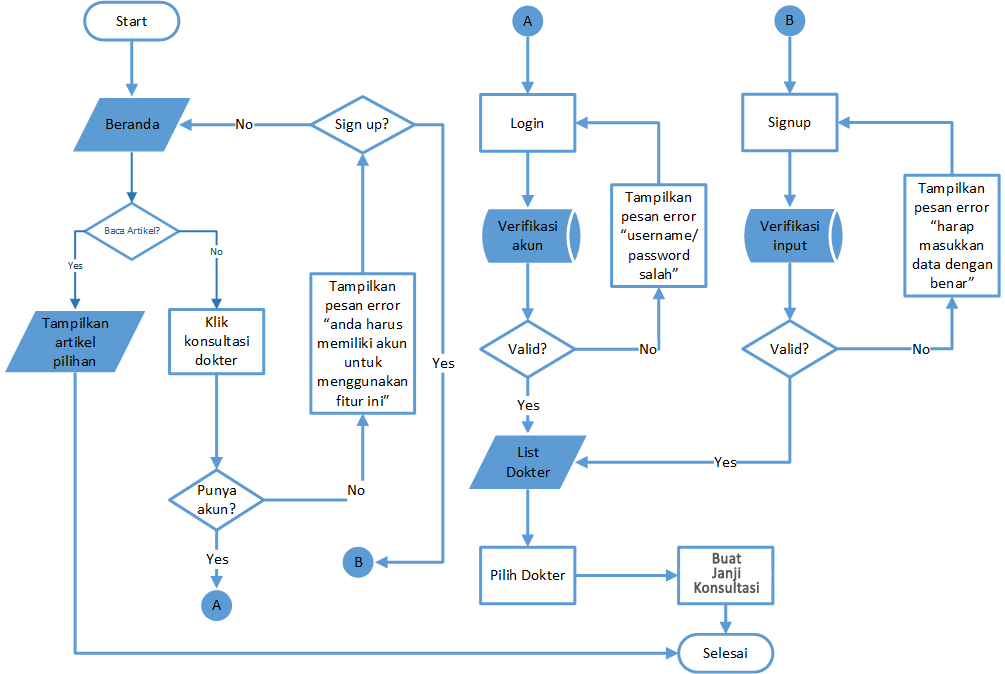 Start
Beranda
Baca Artikel?
Yes
No
Tampilkan
artikel
pilihan
Klik
konsultasi
dokter
Punya
akun?
Yes
A
No
Tampilkan
pesan error
“anda harus
memiliki akun
untuk
menggunakan
fitur ini”
Sign up?
No
Yes
B
A
Login
Verifikasi
akun
Valid?
No
Tampilkan
pesan error
“username/
password
salah”
Yes
List
Dokter
Pilih Dokter
Buat
Janji
Konsultasi
Selesai
B
Signup
Verifikasi
input
Valid?
No
Tampilkan
pesan error
“harap
masukkan
data dengan
benar”
Yes